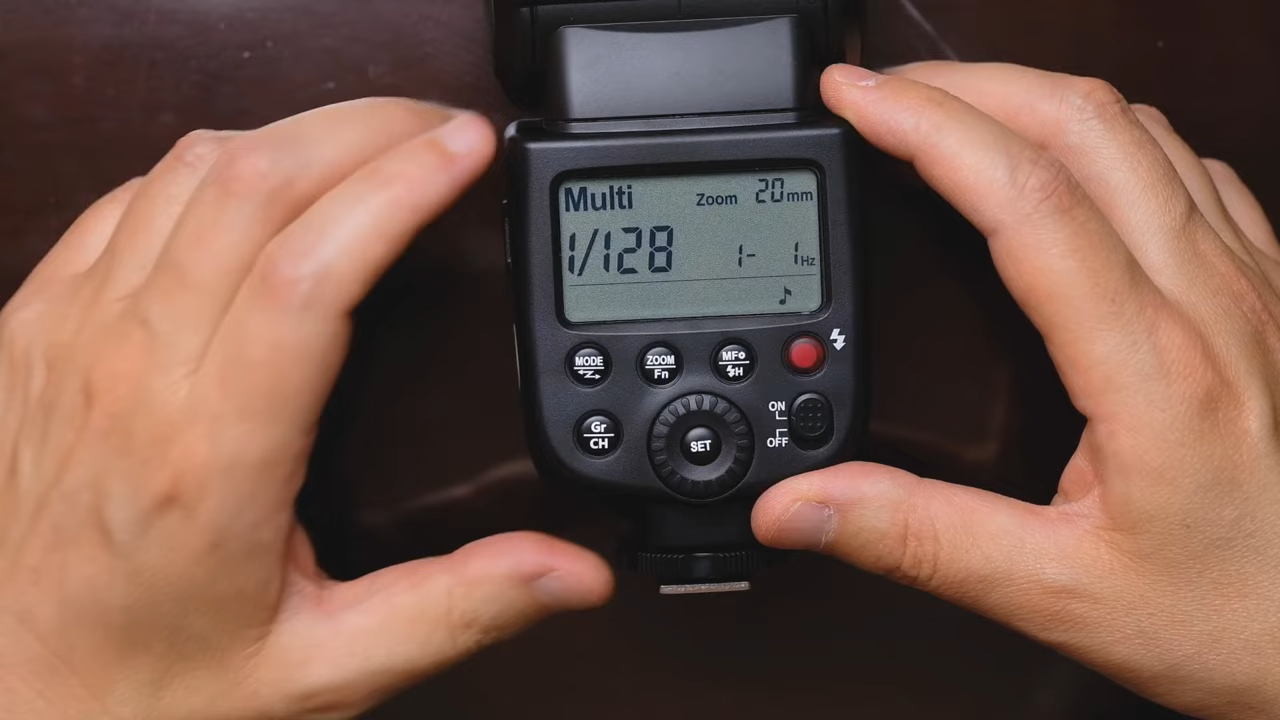 Multi Zoom 20mm
1/128 1- 1Hz
MODE
ZOOM
Fn
MF
H
Gr
CH
SET
ON
OFF